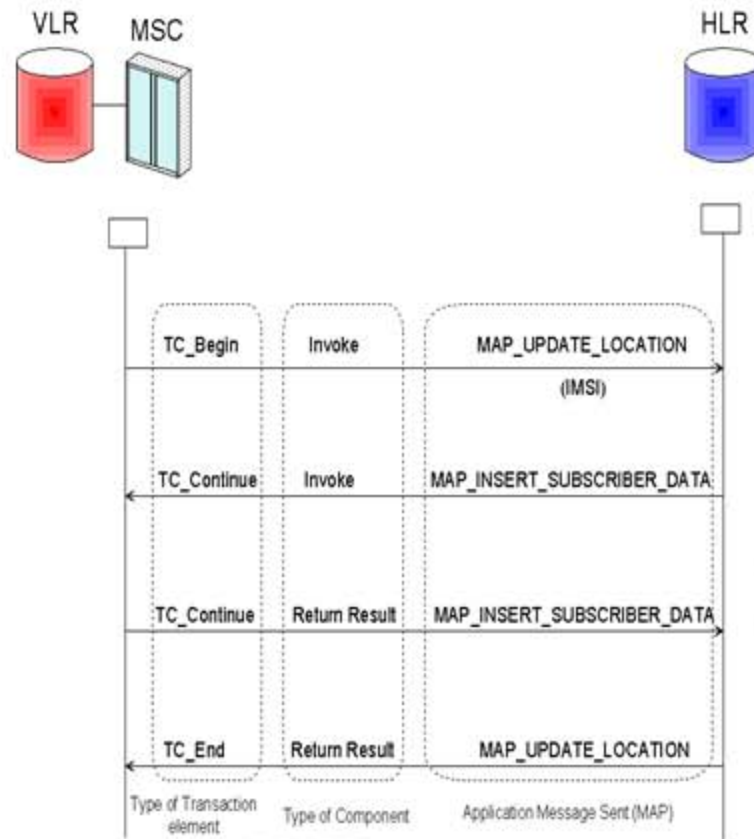 VLR
MSC
HLR
TC_Begin Invoke MAP_UPDATE_LOCATION
(IMSI)
TC_Continue Invoke MAP_INSERT_SUBSCRIBER_DATA
TC_Continue Return Result MAP_INSERT_SUBSCRIBER_DATA
TC_End Return Result MAP_UPDATE_LOCATION
Type of Transaction
element
Type of Component
Application Message Sent (MAP)